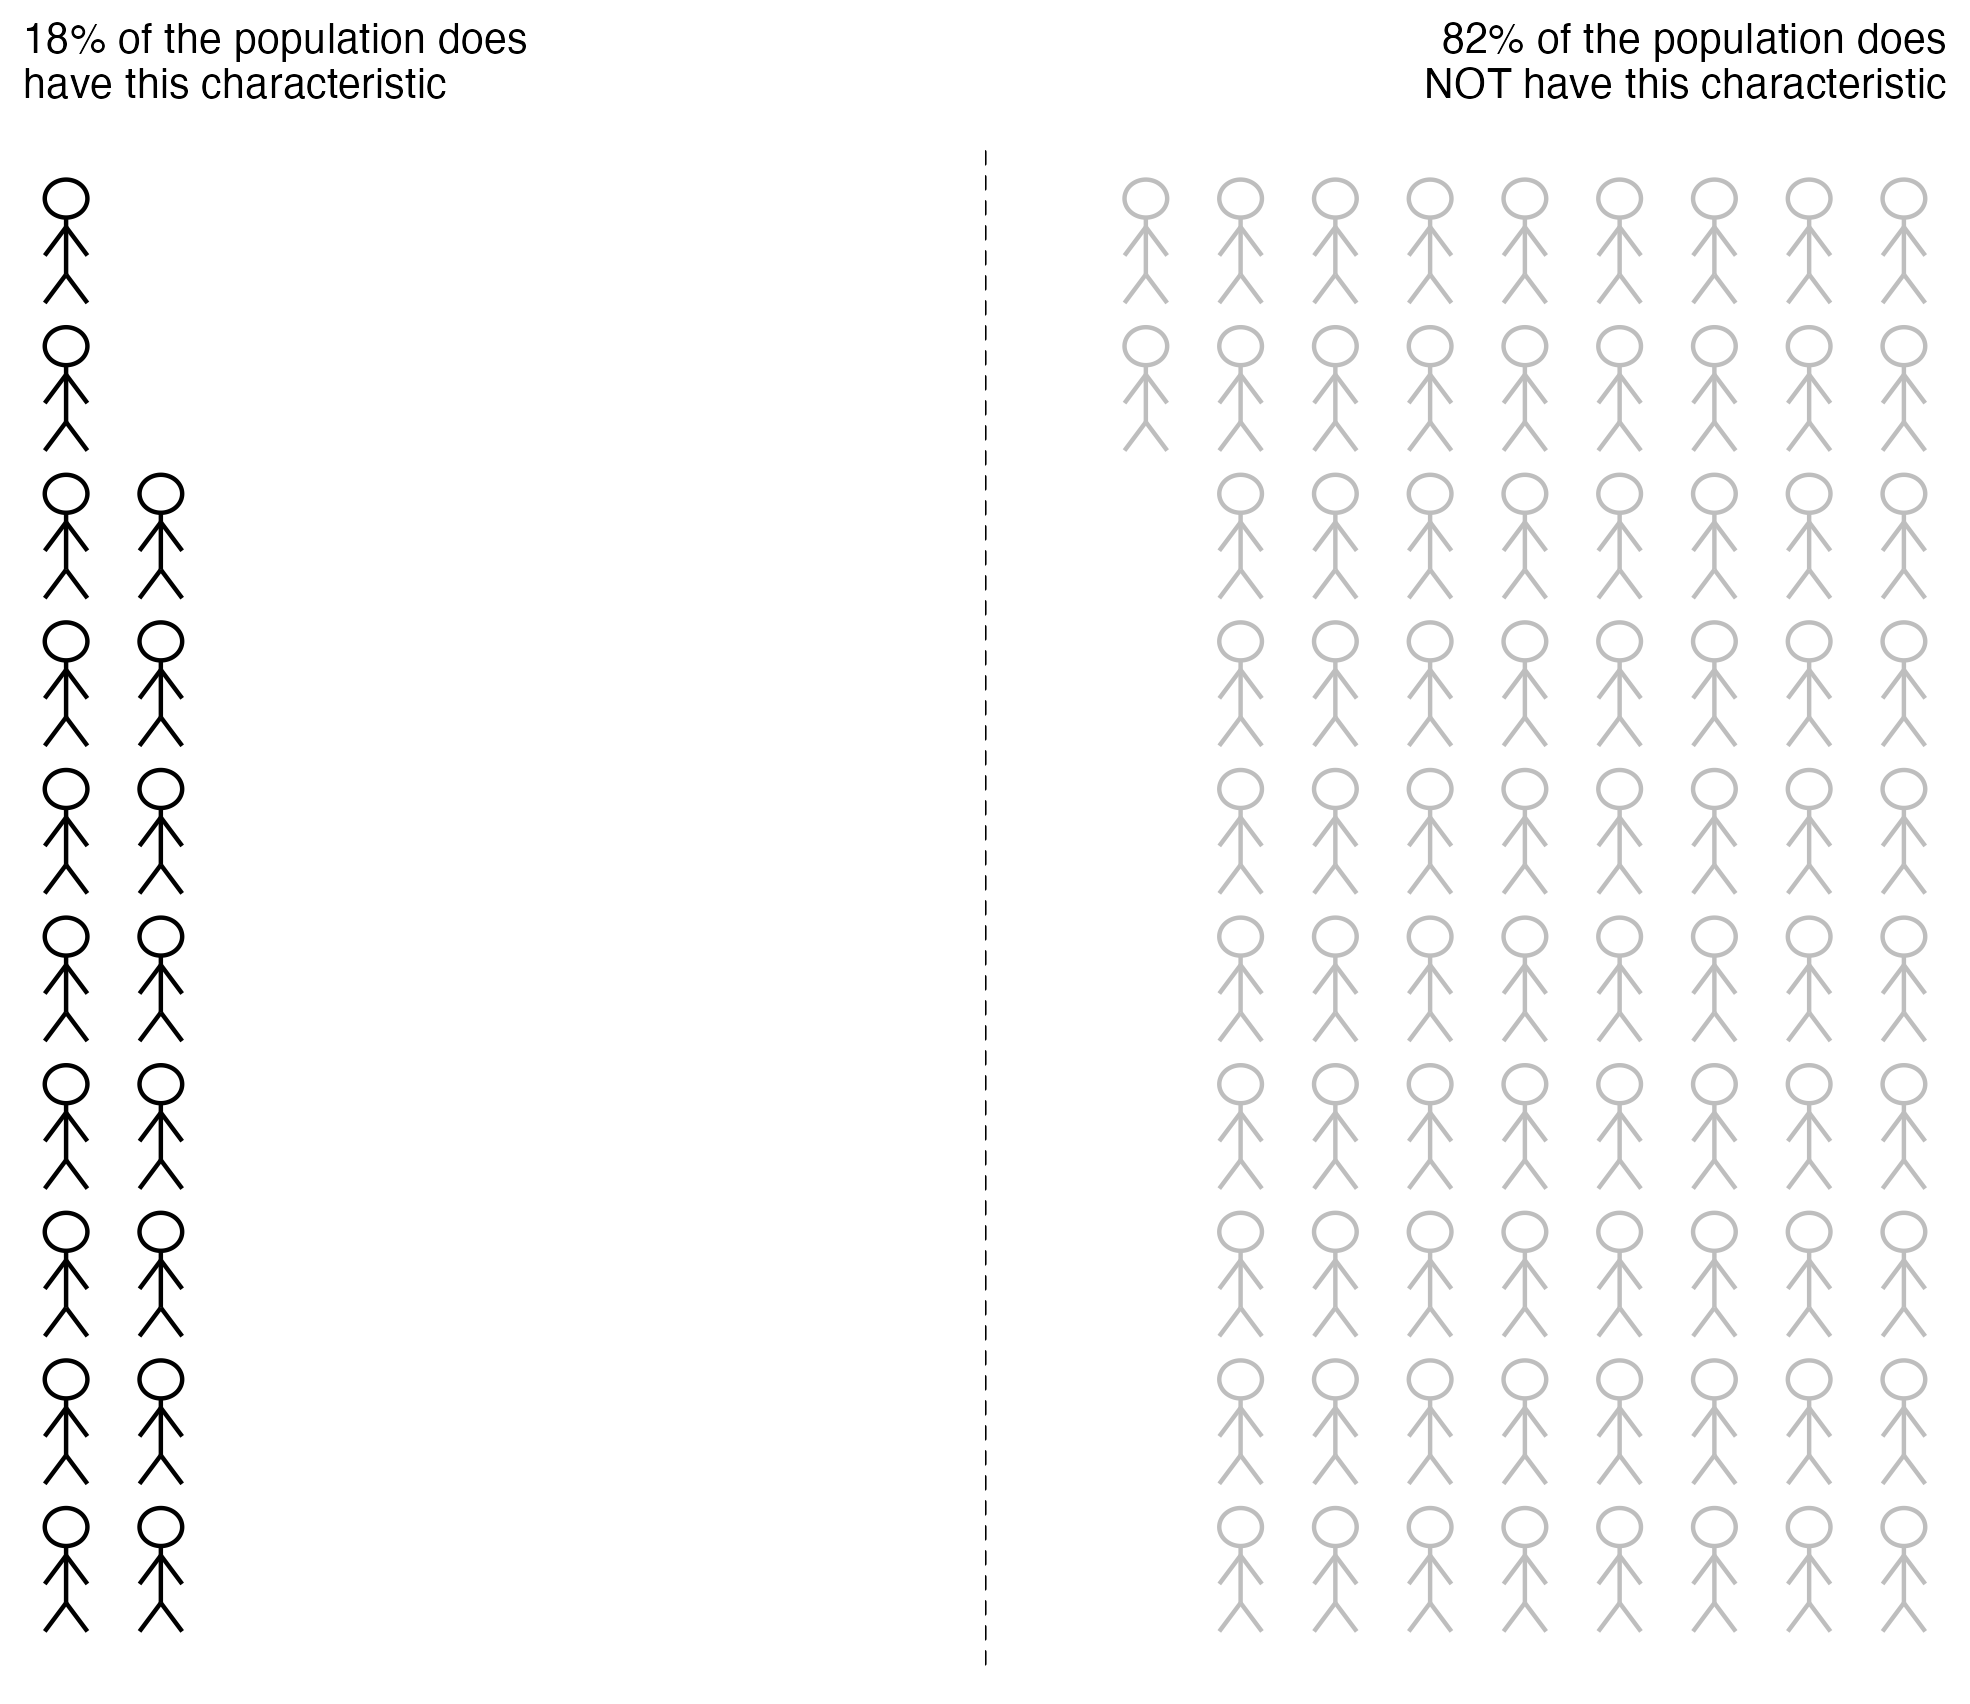 18% of the population does
have this characteristic
82% of the population does
NOT have this characteristic